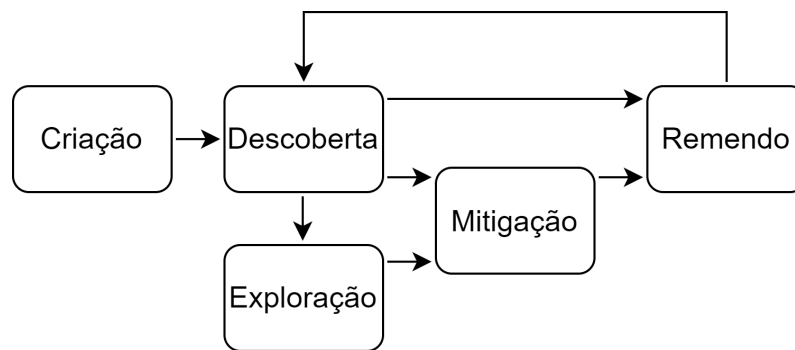 Criação
Descoberta
Remendo
Mitigação
Exploração